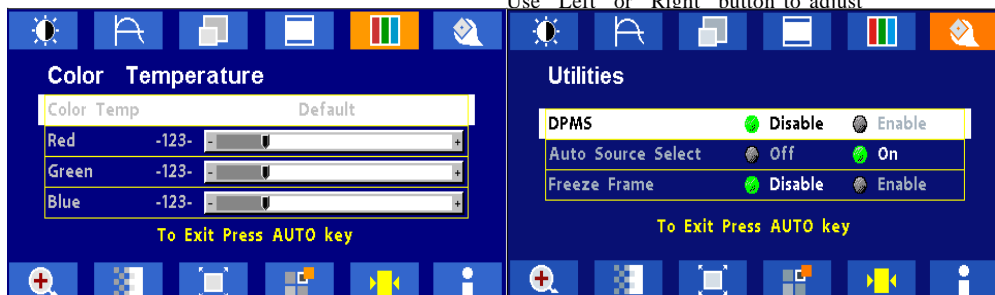 Use Left or Right button to adjust
Color Temperature
Color Temp Default
Red -123- - +
Green -123- - +
Blue -123- - +
To Exit Press AUTO key
Utilities
DPMS Disable Enable
Auto Source Select Off On
Freeze Frame Disable Enable
To Exit Press AUTO key